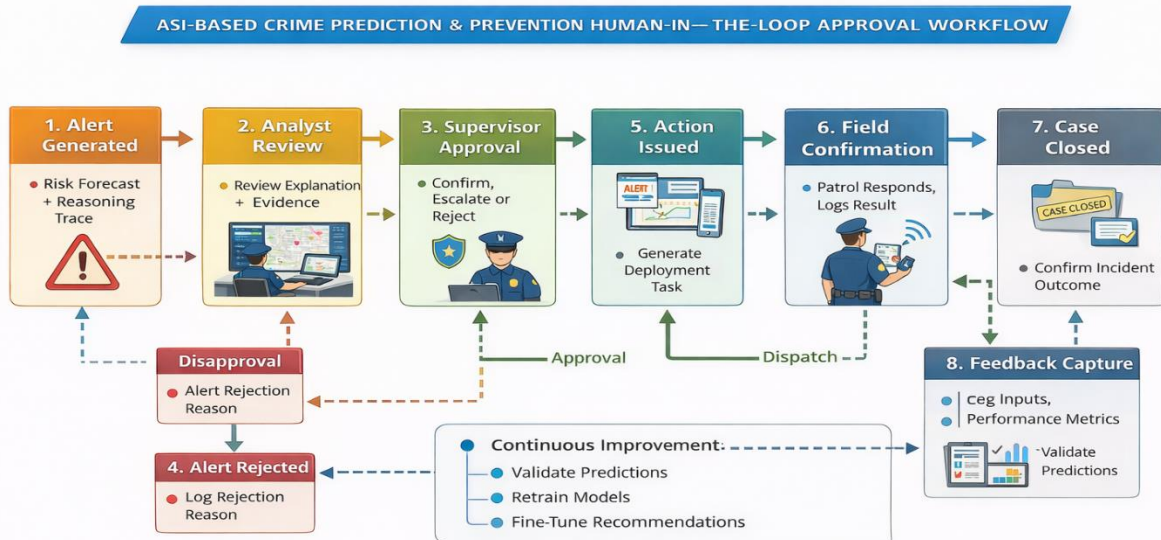 ASI-BASED CRIME PREDICTION & PREVENTION HUMAN-IN—THE-LOOP APPROVAL WORKFLOW
1. Alert
Generated
Risk Forecast
+ Reasoning
Trace
2. Analyst
Review
Review Explanation
+ Evidence
3. Supervisor
Approval
Confirm,
Escalate or
Reject
5. Action
Issued
ALERT
Generate
Deployment
Task
6. Field
Confirmation
Patrol Responds,
Logs Result
7. Case
Closed
CASE CLOSED
Confirm Incident
Outcome
Disapproval
Alert Rejection
Reason
Approval
Dispatch
4. Alert Rejected
Log Rejection
Reason
Continuous Improvement:
Validate Predictions
Retrain Models
Fine-Tune Recommendations
8. Feedback Capture
Inputs,
Performance Metrics
Validate
Predictions